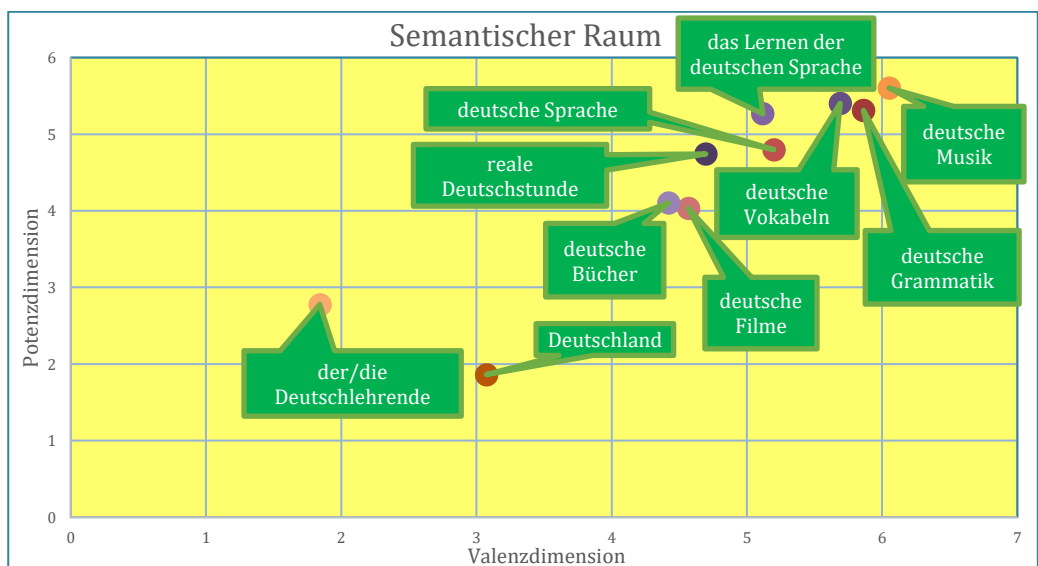 Semantischer Raum
das Lernen der
deutschen Sprache
deutsche Sprache
reale
Deutschstunde
deutsche
Musik
deutsche
Vokabeln
deutsche
Bücher
deutsche
Grammatik
deutsche
Filme
Deutschland
der/die
Deutschlehrende
Potenzdimension
6
5
4
3
2
1
0
0 1 2 3 4 5 6 7
Valenzdimension